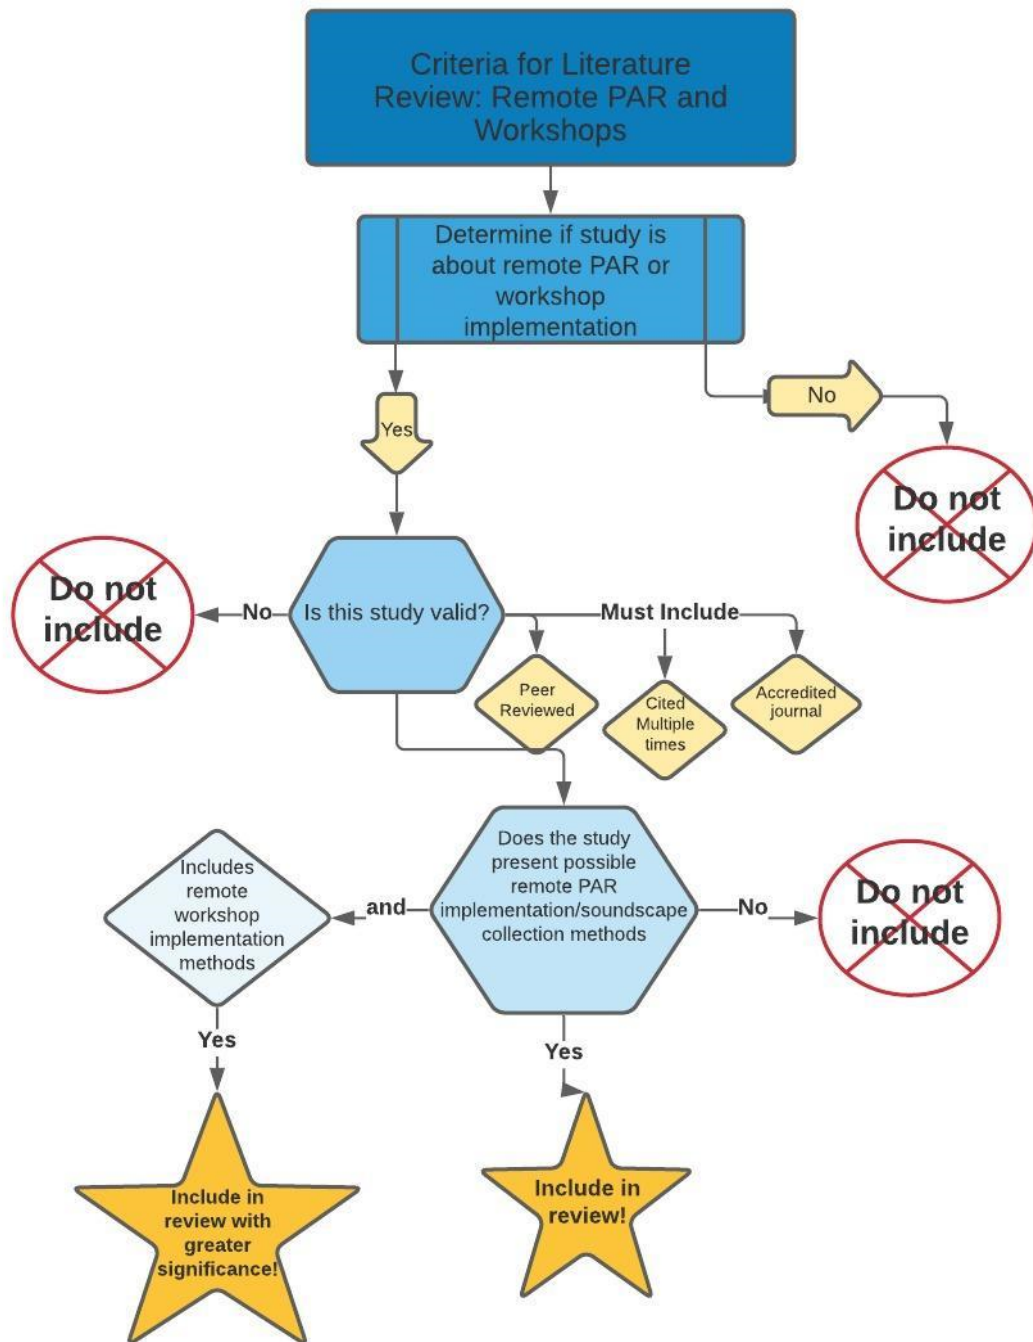 Criteria for Literature
Review: Remote PAR and
Workshops
Determine if study is
about remote PAR or
workshop
implementation
No
Yes
Do not
include
Do not
include
No
Is this study valid?
Must Include
Peer
Reviewed
Cited
Multiple
times
Accredited
journal
Does the study
present possible
remote PAR
implementation/soundscape
collection methods
Includes
remote
workshop
implementation
methods
and
No
Do not
include
Yes
Yes
Include in
review with
greater
significance!
Include in
review!